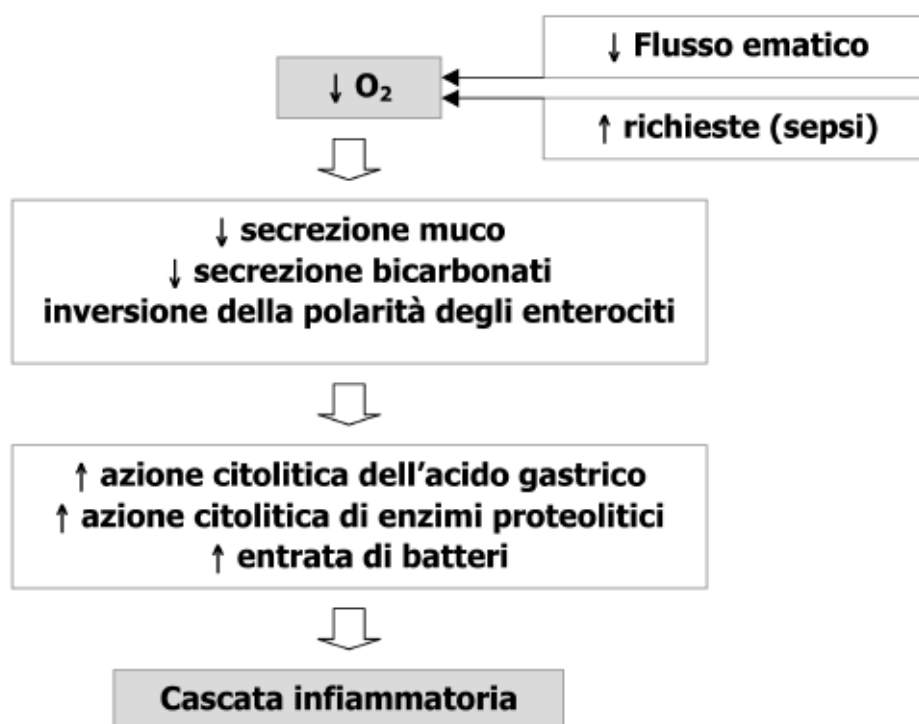 ↓ Flusso ematico
↓ O₂
↑ richieste (sepsi)
↓ secrezione muco
↓ secrezione bicarbonati
inversione della polarità degli enterociti
↑ azione citolitica dell’acido gastrico
↑ azione citolitica di enzimi proteolitici
↑ entrata di batteri
Cascata infiammatoria